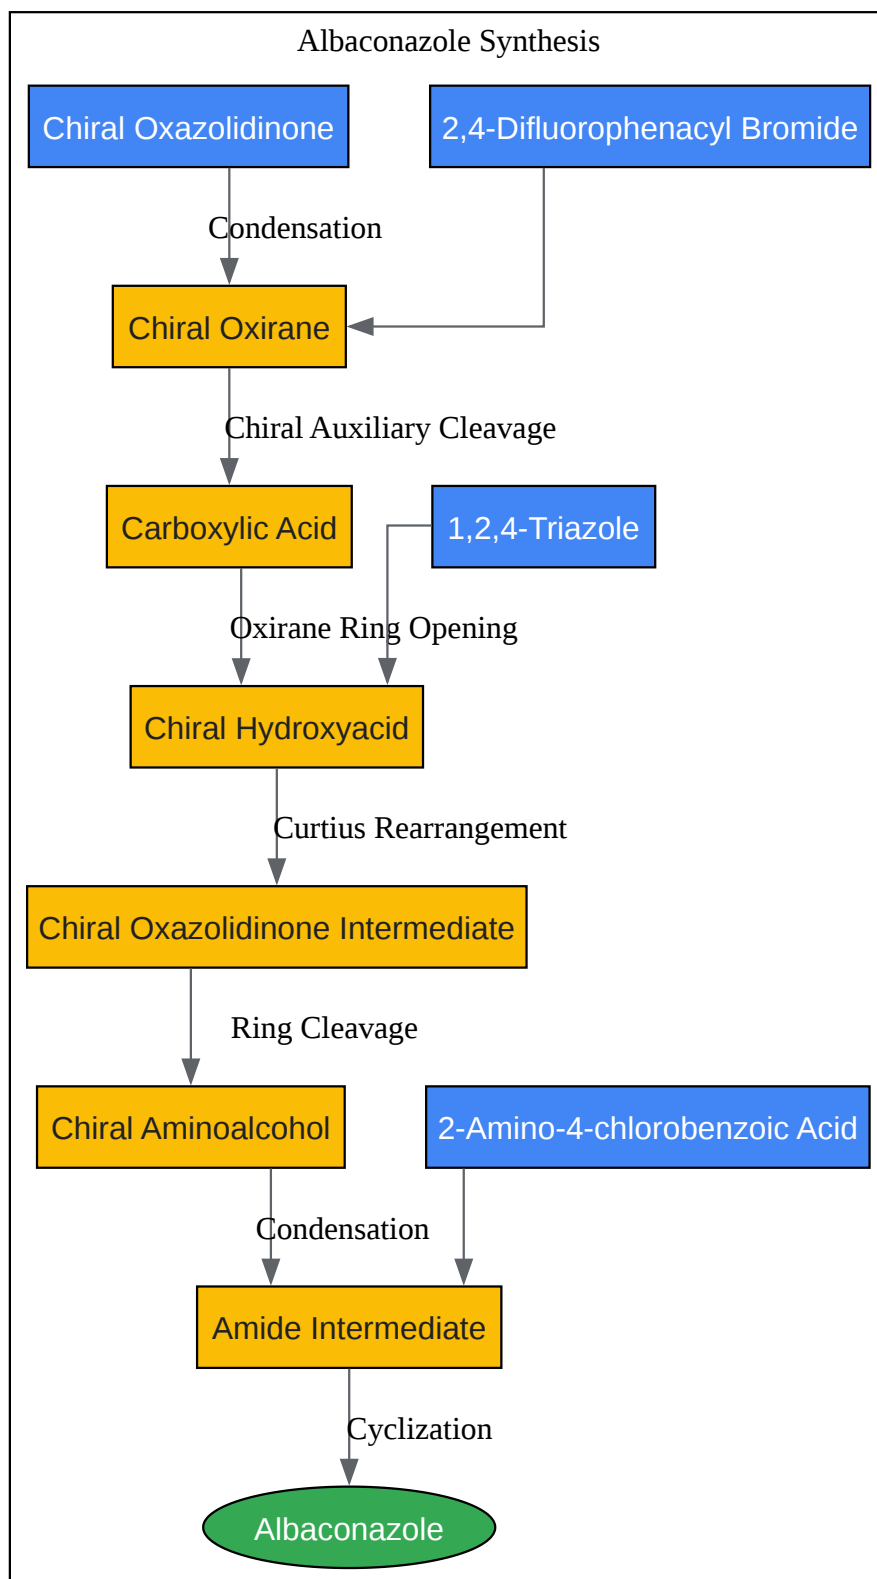 Albaconazole Synthesis
Chiral Oxazolidinone
2,4-Difluorophenacyl Bromide
Condensation
Chiral Oxirane
Chiral Auxiliary Cleavage
Carboxylic Acid
1,2,4-Triazole
Oxirane Ring Opening
Chiral Hydroxyacid
Curtius Rearrangement
Chiral Oxazolidinone Intermediate
Ring Cleavage
Chiral Aminoalcohol
2-Amino-4-chlorobenzoic Acid
Condensation
Amide Intermediate
Cyclization
Albaconazole